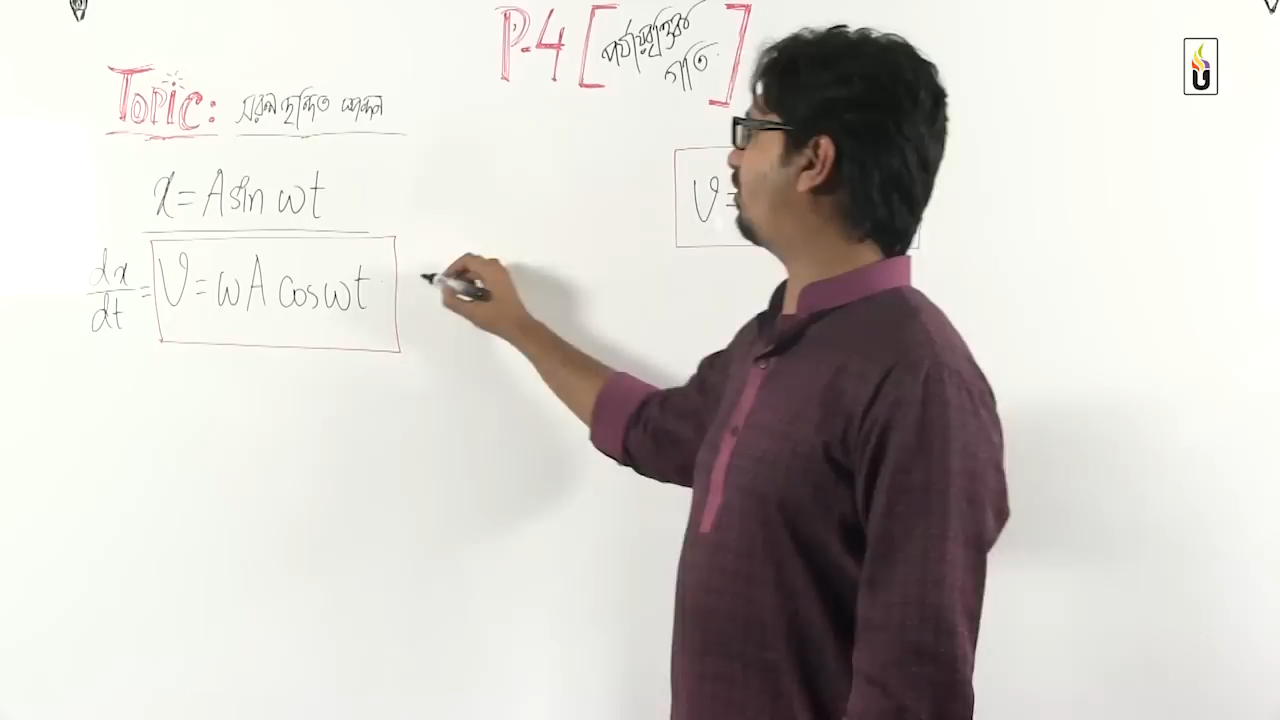 P-4 [পর্যায়বৃত্তিক
গতি]
Topic: সরল ছন্দিত স্পন্দন
x = A sin ωt
dx/dt = V = ωA cos ωt
V =
U